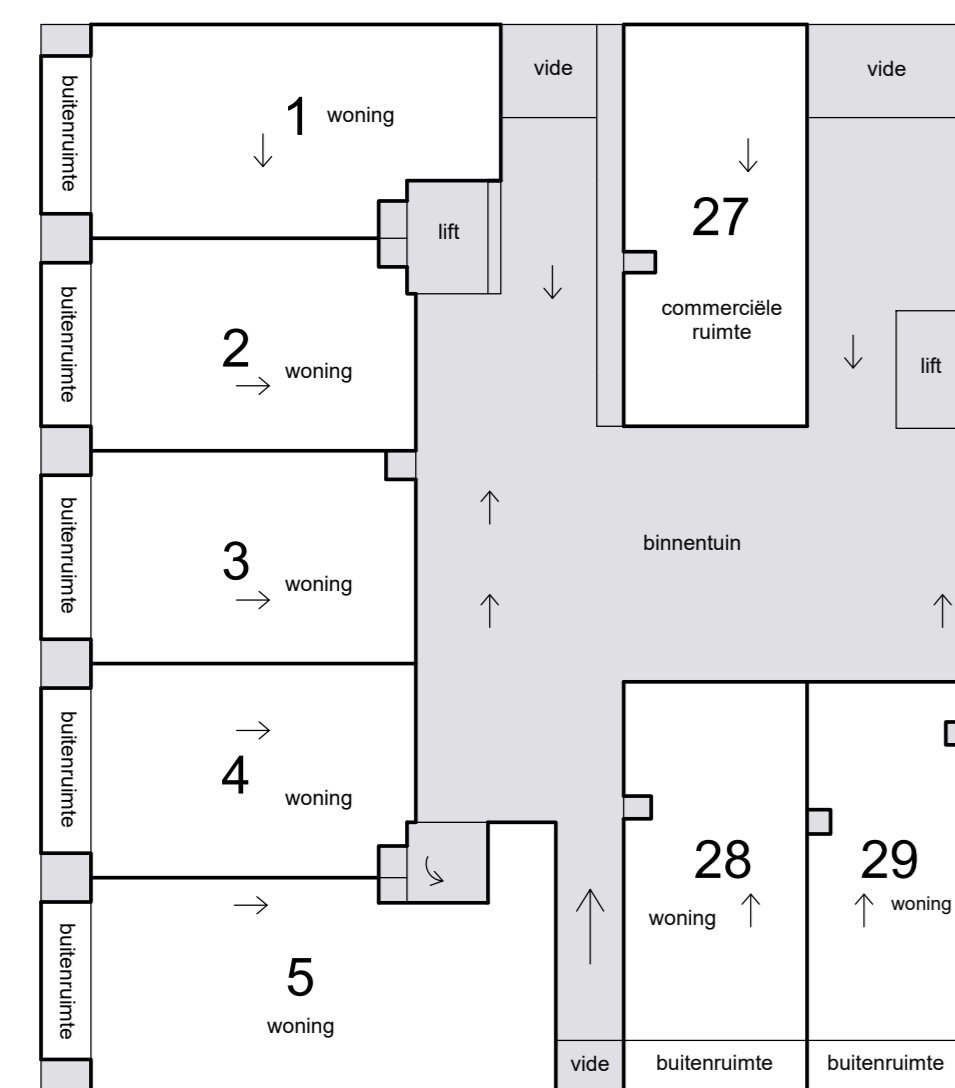 vide
vide
buitenruimte
1 woning
27
lift
commerciële
ruimte
buitenruimte
2 woning
lift
buitenruimte
3 woning
binnentuin
buitenruimte
4 woning
28
woning
29
woning
buitenruimte
5
woning
vide
buitenruimte
buitenruimte